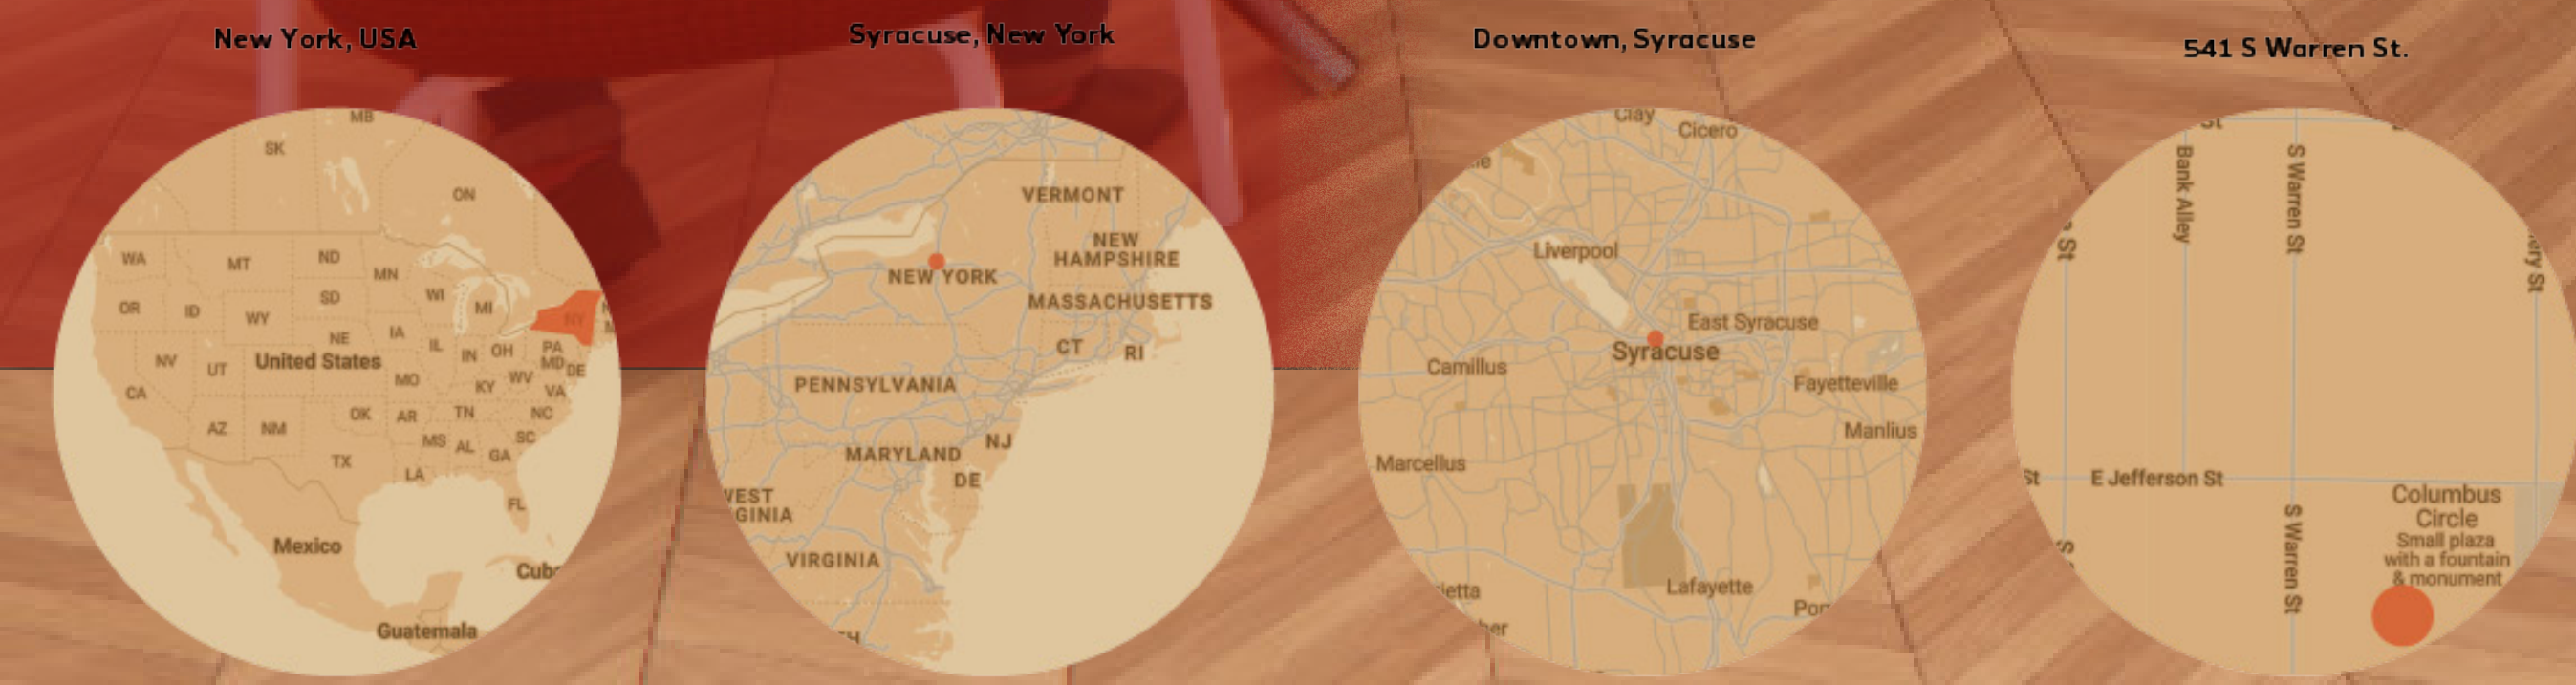 New York, USA
Syracuse, New York
Downtown, Syracuse
541 S Warren St.
MB
SK
ON
WA
MT
ND
MN
OR
ID
WY
SD
WI
MI
NY
NE
IA
IL
IN
OH
PA
MD
DE
NV
UT
United States
CA
MO
KY
WV
VA
AZ
NM
OK
AR
TN
NC
MS
AL
GA
SC
TX
LA
FL
Mexico
Guatemala
VERMONT
NEW
HAMPSHIRE
NEW YORK
MASSACHUSETTS
CT
RI
PENNSYLVANIA
NJ
MARYLAND
DE
VIRGINIA
Clay
Cicero
Liverpool
East Syracuse
Syracuse
Camillus
Fayetteville
Manlius
Marcellus
Lafayette
St
Bank Alley
S Warren St
St
St
E Jefferson St
Columbus
Circle
Small plaza
with a fountain
& monument
S Warren St